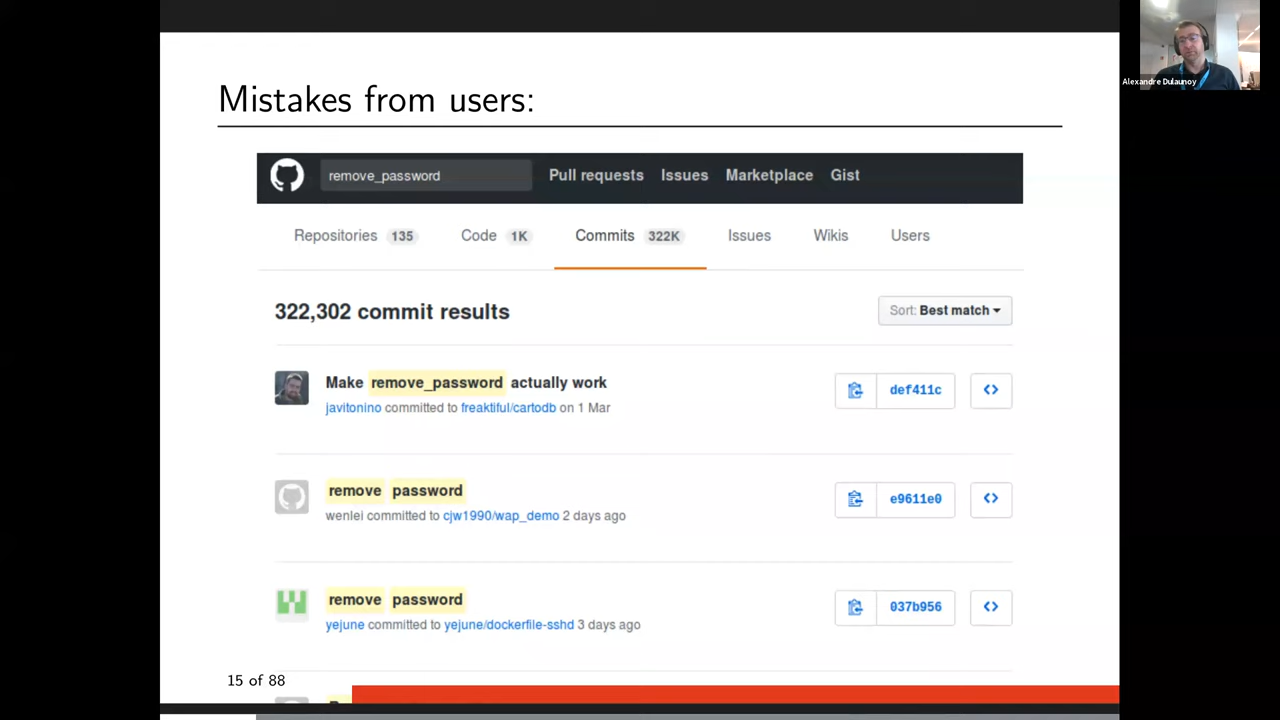 Mistakes from users:
Alexandre Dulaunoy
remove_password Pull requests Issues Marketplace Gist
Repositories 135 Code 1K Commits 322K Issues Wikis Users
322,302 commit results Sort: Best match
Make remove_password actually work def411c
javitonino committed to freaktiful/cartodb on 1 Mar
remove password e9611e0
wenlei committed to cjw1990/wap_demo 2 days ago
remove password 037b956
yejune committed to yejune/dockerfile-sshd 3 days ago
15 of 88